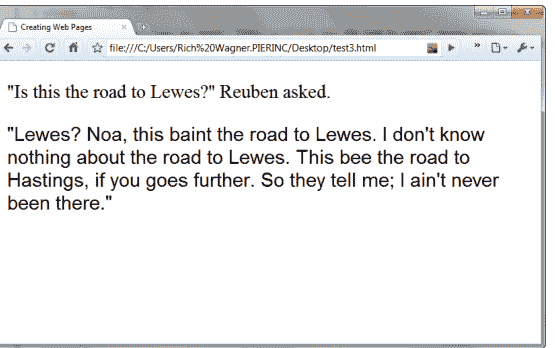 Creating Web Pages
file:///C:/Users/Rich%20Wagner.PIERINC/Desktop/test3.html
"Is this the road to Lewes?" Reuben asked.
"Lewes? Noa, this baint the road to Lewes. I don't know
nothing about the road to Lewes. This bee the road to
Hastings, if you goes further. So they tell me; I ain't never
been there."